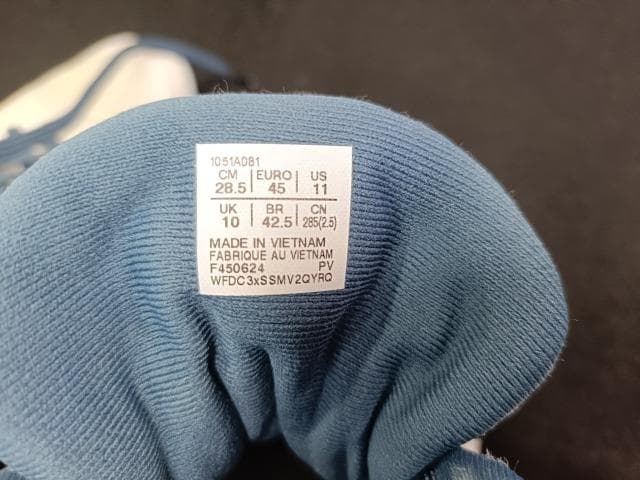 1051A081
CM | EURO | US
28.5 | 45 | 11
UK | BR | CN
10 | 42.5 | 285(2.5)
MADE IN VIETNAM
FABRIQUE AU VIETNAM
F450624 PV
WFDC3xSSMV2QYRQ